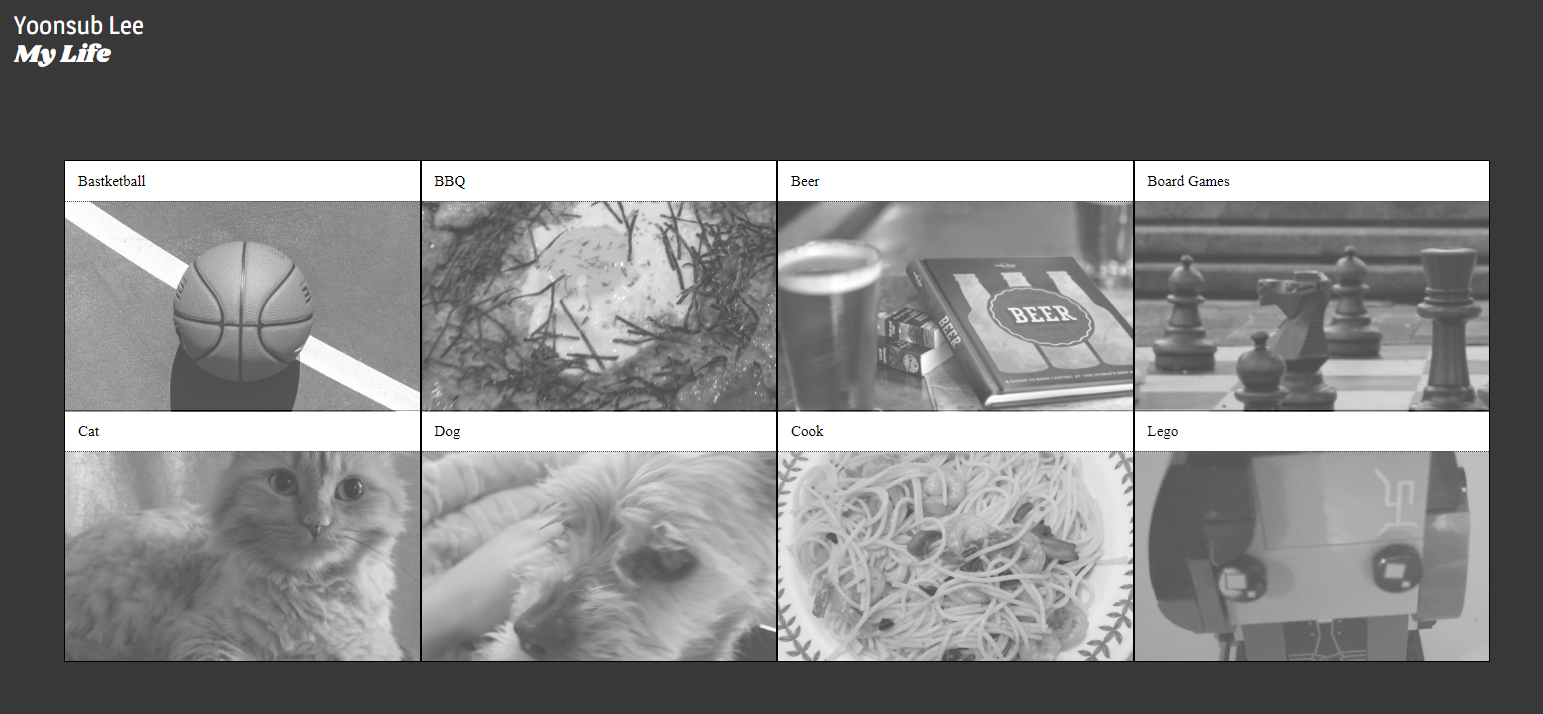 Yoonsub Lee
My Life
Bastketball
BBQ
Beer
Board Games
BEER
BEER
Cat
Dog
Cook
Lego